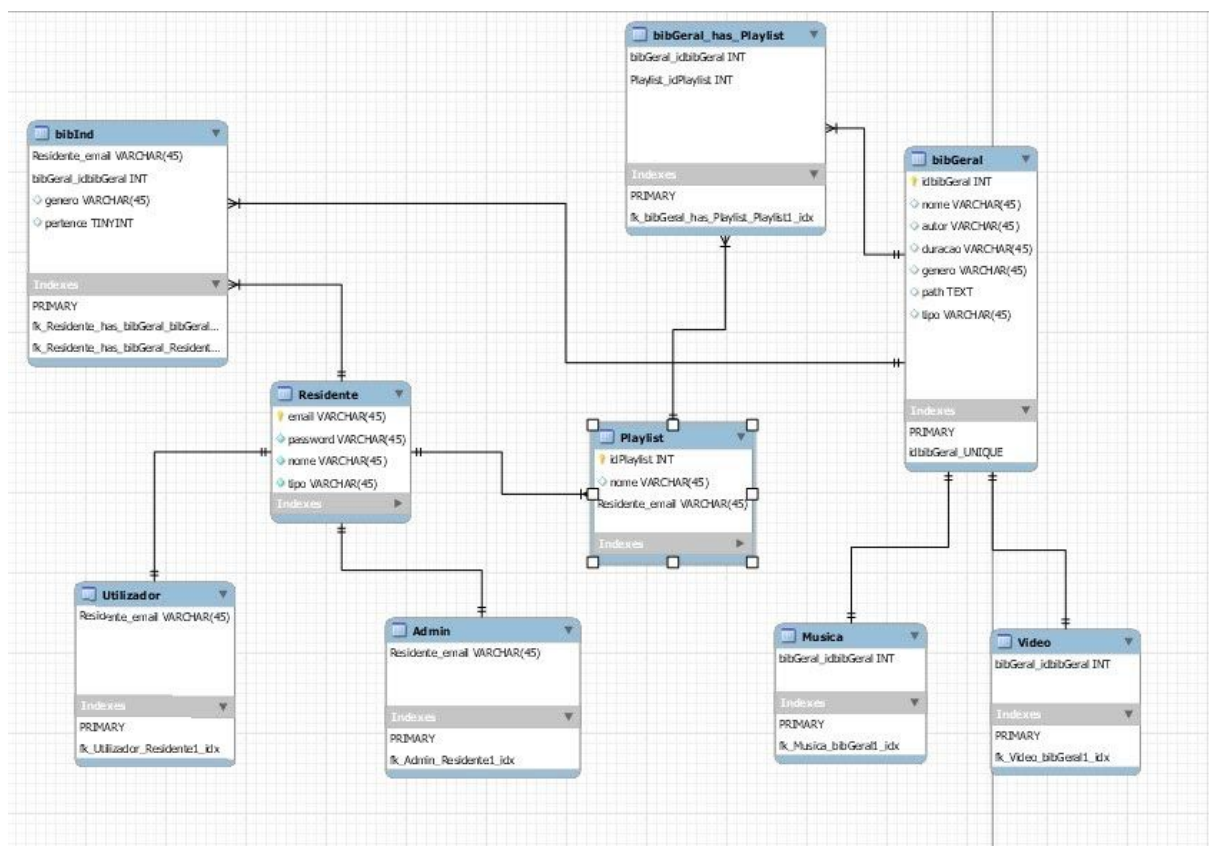 bibGeral_has_Playlist
bibGeral_idbibGeral INT
Playlist_idPlaylist INT
Indexes
PRIMARY
fk_bibGeral_has_Playlist_Playlist1_idx
bibInd
Residente_email VARCHAR(45)
bibGeral_idbibGeral INT
genero VARCHAR(45)
pertence TINYINT
Indexes
PRIMARY
fk_Residente_has_bibGeral_bibGeral...
fk_Residente_has_bibGeral_Resident...
bibGeral
idbibGeral INT
nome VARCHAR(45)
autor VARCHAR(45)
duracao VARCHAR(45)
genero VARCHAR(45)
path TEXT
tipo VARCHAR(45)
Indexes
PRIMARY
idbibGeral_UNIQUE
Residente
email VARCHAR(45)
password VARCHAR(45)
nome VARCHAR(45)
tipo VARCHAR(45)
Indexes
Playlist
idPlaylist INT
nome VARCHAR(45)
Residente_email VARCHAR(45)
Indexes
Utilizador
Residente_email VARCHAR(45)
Indexes
PRIMARY
fk_Utilizador_Residente1_idx
Admin
Residente_email VARCHAR(45)
Indexes
PRIMARY
fk_Admin_Residente1_idx
Musica
bibGeral_idbibGeral INT
Indexes
PRIMARY
fk_Musica_bibGeral1_idx
Video
bibGeral_idbibGeral INT
Indexes
PRIMARY
fk_Video_bibGeral1_idx